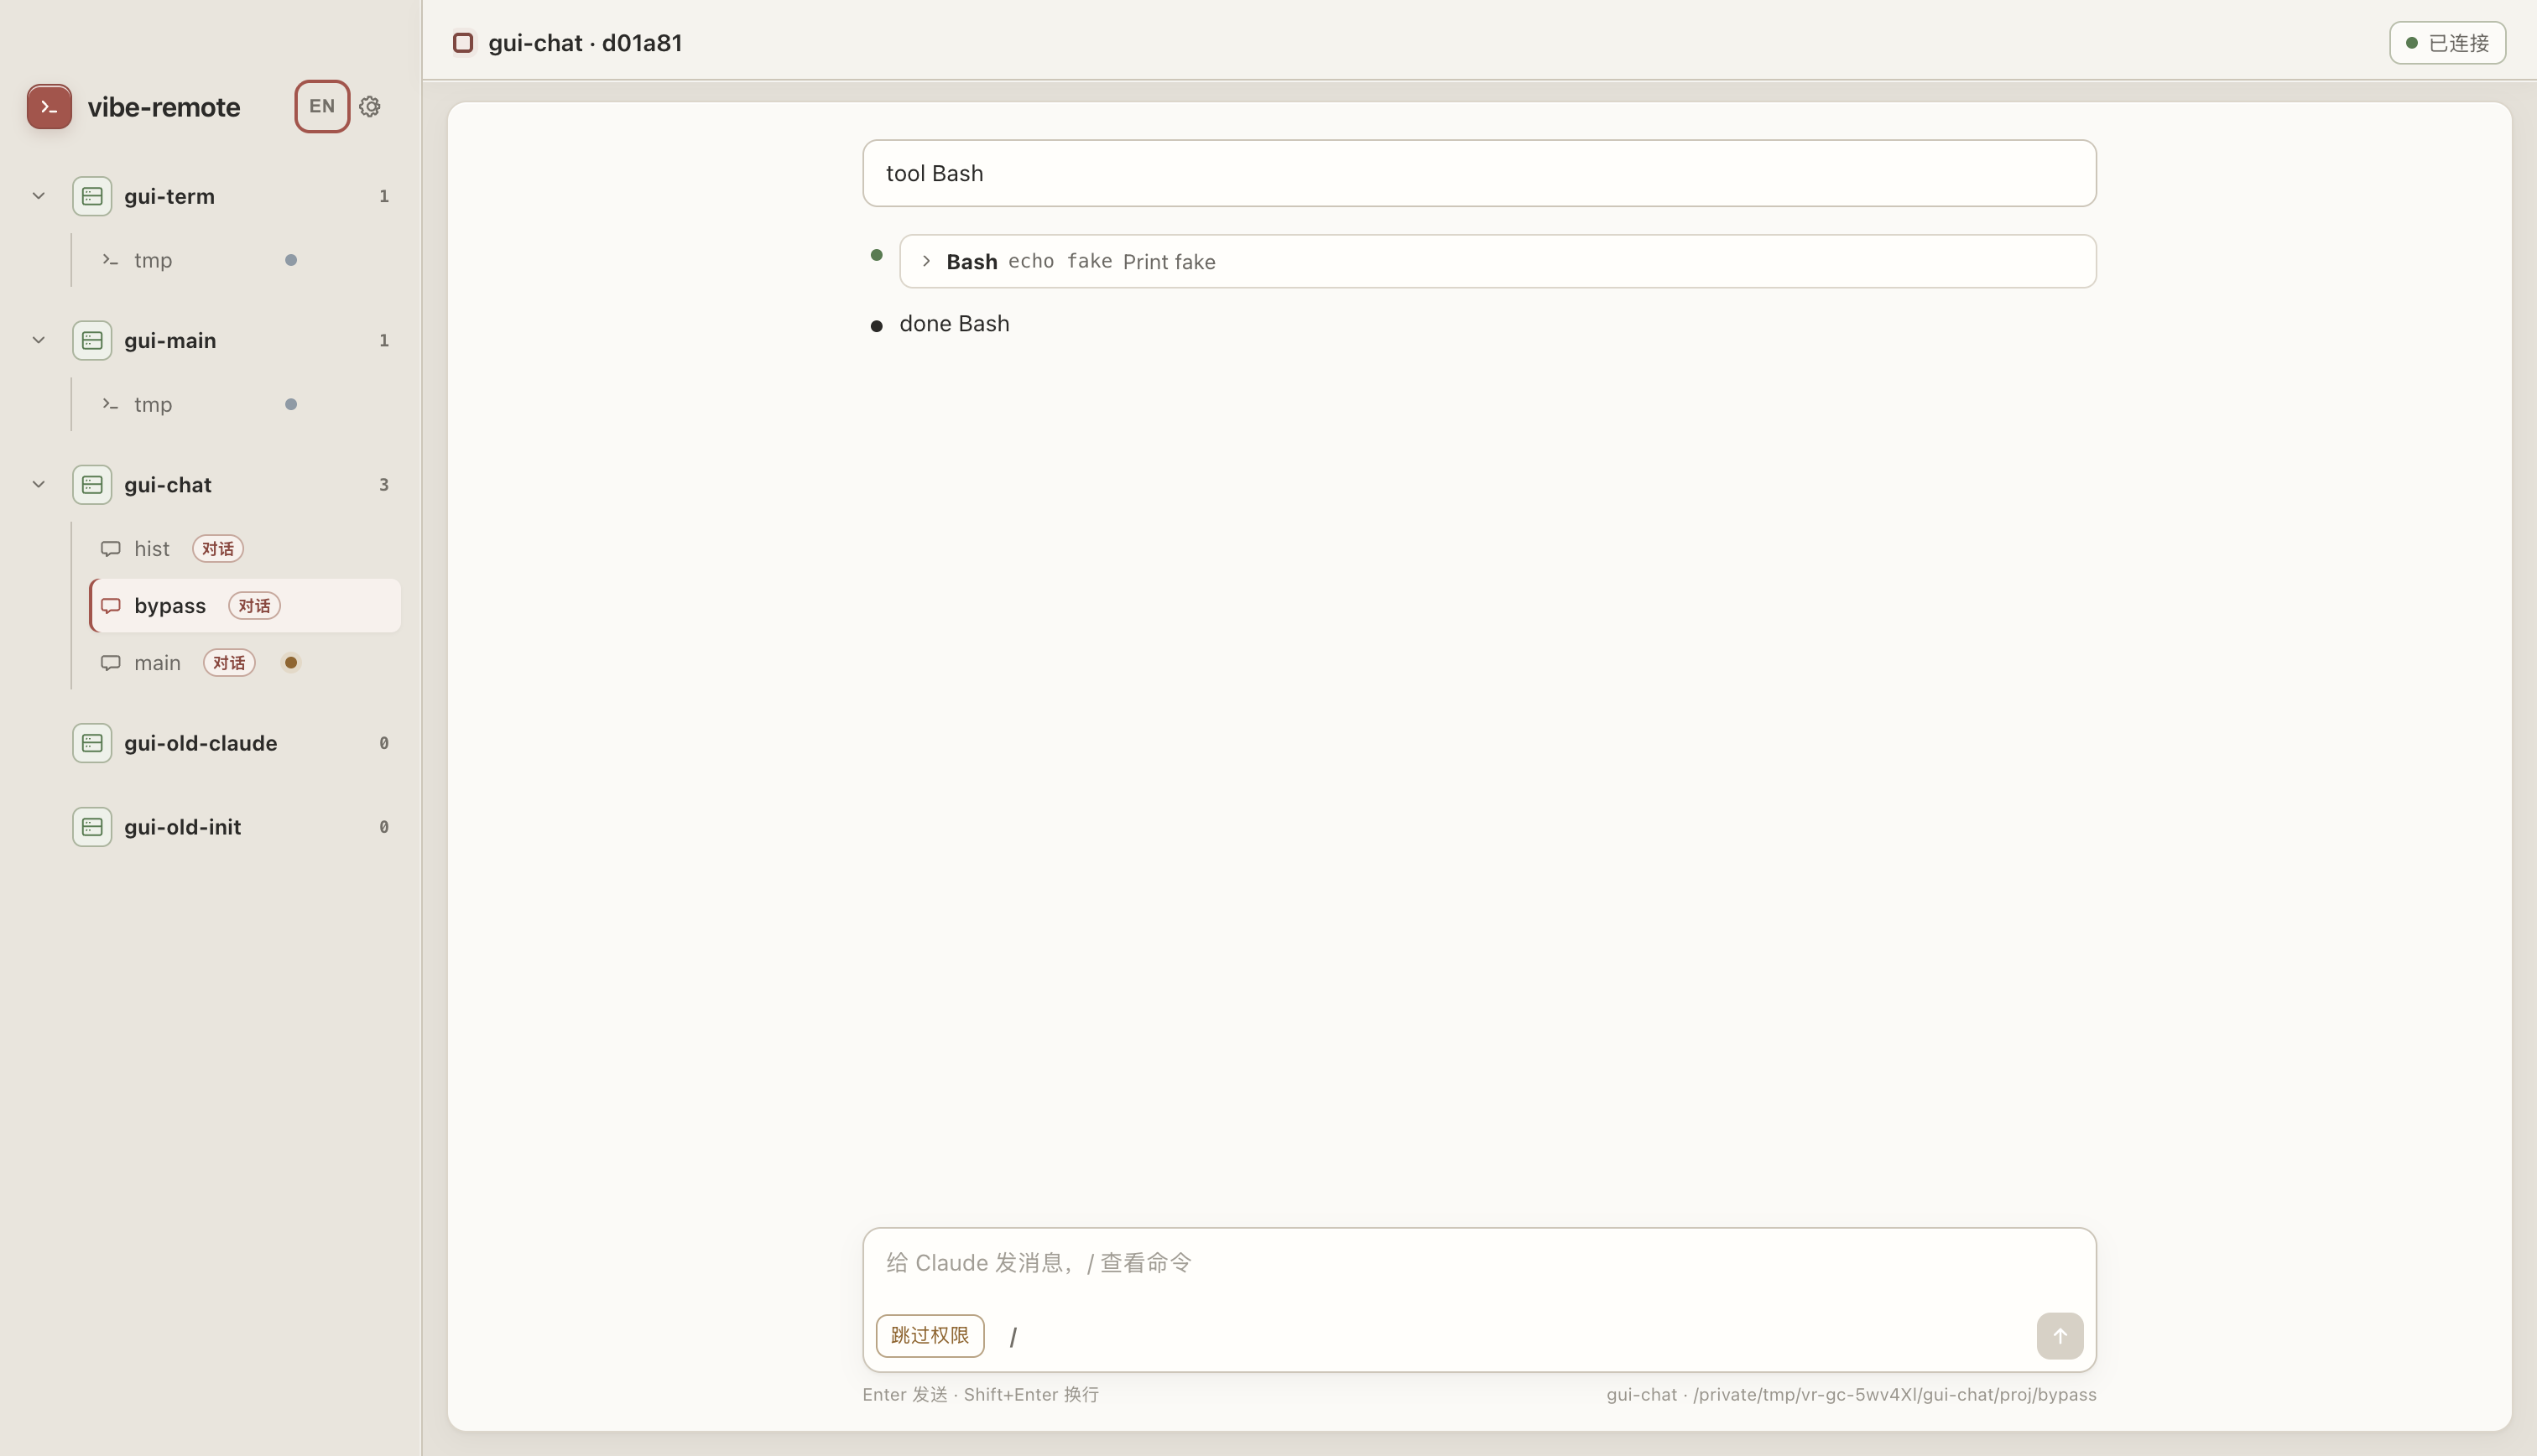 gui-chat · d01a81
已连接
vibe-remote
EN
gui-term 1
tmp
gui-main 1
tmp
gui-chat 3
hist 对话
bypass 对话
main 对话
gui-old-claude 0
gui-old-init 0
tool Bash
Bash echo fake Print fake
done Bash
给 Claude 发消息，/ 查看命令
跳过权限 /
Enter 发送 · Shift+Enter 换行
gui-chat · /private/tmp/vr-gc-5wv4Xl/gui-chat/proj/bypass